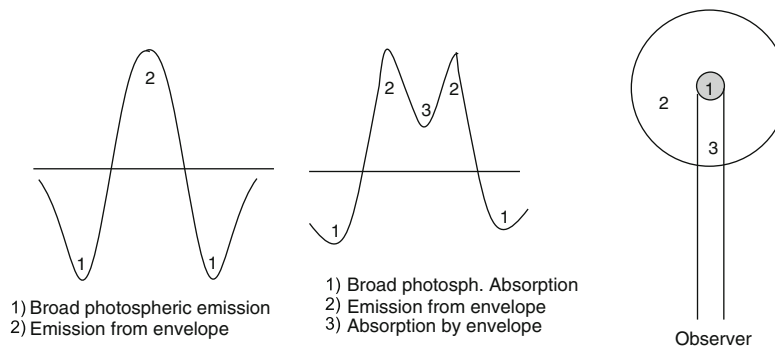 2
1
1
1) Broad photospheric emission
2) Emission from envelope
2
3
2
1
1
1) Broad photosph. Absorption
2) Emission from envelope
3) Absorption by envelope
1
2
3
Observer